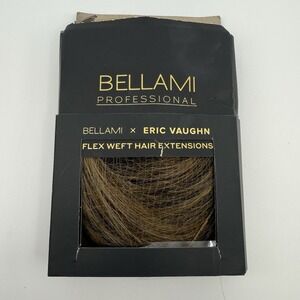 BELLAMI
PROFESSIONAL
BELLAMI × ERIC VAUGHN
FLEX WEFT HAIR EXTENSIONS